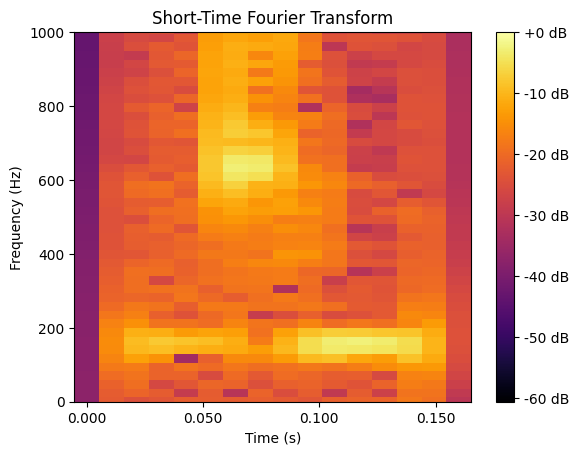 Short-Time Fourier Transform
Frequency (Hz)
1000
800
600
400
200
0
0.000
0.050
0.100
0.150
Time (s)
+0 dB
-10 dB
-20 dB
-30 dB
-40 dB
-50 dB
-60 dB